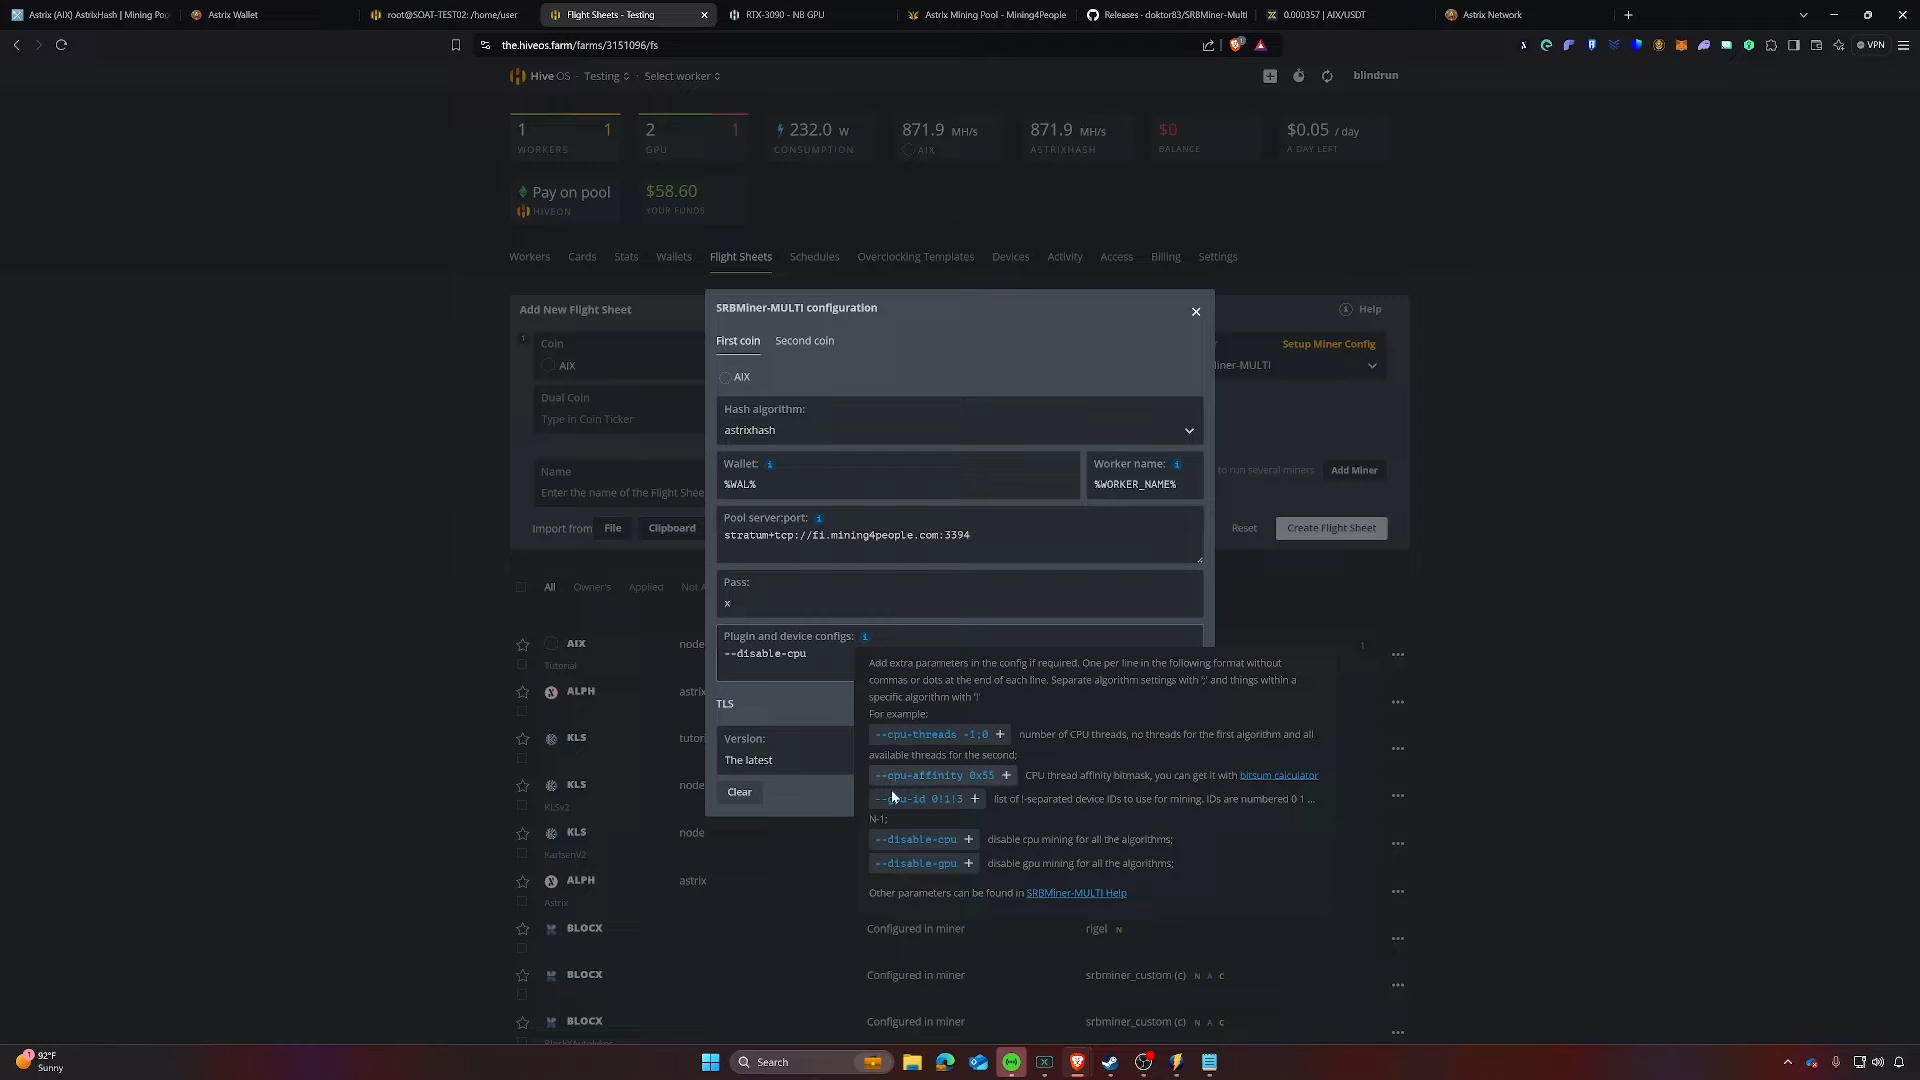 Astrix (AIX) AstrixHash | Mining Po
Astrix Wallet
root@SOAT-TEST02: /home/user
Flight Sheets - Testing
RTX-3090 - NB GPU
Astrix Mining Pool - Mining4People
Releases · doktor83/SRBMiner-Multi
0.000357 | AIX/USDT
Astrix Network
the.hiveos.farm/farms/3151096/fs
VPN
Hive OS · Testing · Select worker
blindrun
1 1
WORKERS
2 1
GPU
232.0 W
CONSUMPTION
871.9 MH/s
AIX
871.9 MH/s
ASTRIXHASH
$0
BALANCE
$0.05 / day
A DAY LEFT
Pay on pool
HIVEON
$58.60
YOUR FUNDS
Workers Cards Stats Wallets Flight Sheets Schedules Overclocking Templates Devices Activity Access Billing Settings
Add New Flight Sheet
Help
1
Coin
AIX
Setup Miner Config
iner-MULTI
Dual Coin
Type in Coin Ticker
Name
Enter the name of the Flight Shee
to run several miners
Add Miner
Import from File Clipboard
Reset
Create Flight Sheet
SRBMiner-MULTI configuration
First coin Second coin
AIX
Hash algorithm:
astrixhash
Wallet: i
%WAL%
Worker name: i
%WORKER_NAME%
Pool server:port: i
stratum+tcp://fi.mining4people.com:3394
Pass:
x
Plugin and device configs: i
--disable-cpu
TLS
Version:
The latest
Clear
Add extra parameters in the config if required. One per line in the following format without
commas or dots at the end of each line. Separate algorithm settings with ';' and things within a
specific algorithm with '!'
For example:
--cpu-threads -1;0 + number of CPU threads, no threads for the first algorithm and all
available threads for the second;
--cpu-affinity 0x55 + CPU thread affinity bitmask, you can get it with bitsum calculator
--gpu-id 0!1!3 + list of !-separated device IDs to use for mining. IDs are numbered 0 1 ...
N-1;
--disable-cpu + disable cpu mining for all the algorithms;
--disable-gpu + disable gpu mining for all the algorithms;
Other parameters can be found in SRBMiner-MULTI Help
All Owner's Applied Not A
AIX node 1
Tutorial
ALPH astrix
KLS tutori
KLS node
KLSv2
KLS node
KarlsenV2
ALPH astrix
Astrix
BLOCX Configured in miner rigel N
BLOCX Configured in miner srbminer_custom (c) N A C
BLOCX Configured in miner srbminer_custom (c) N A C
1
92°F
Sunny
Search